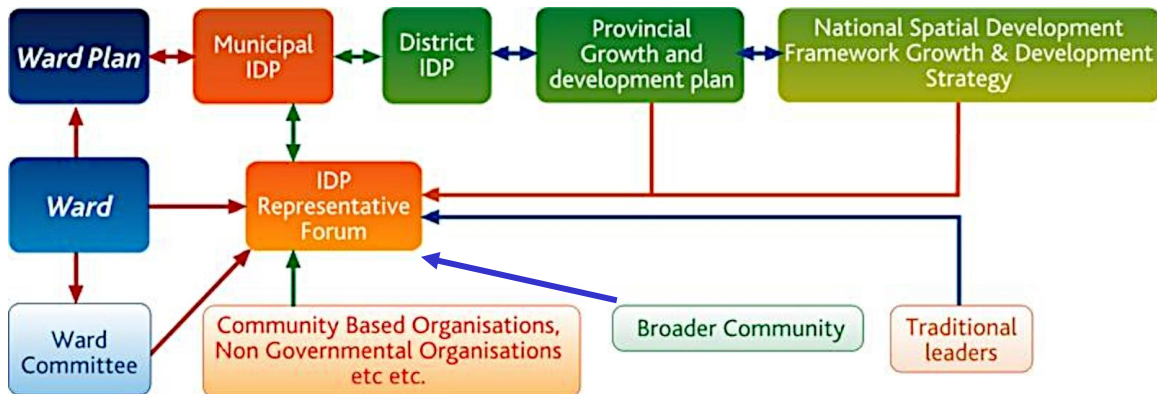 Ward Plan
Municipal
IDP
District
IDP
Provincial
Growth and
development plan
National Spatial Development
Framework Growth & Development
Strategy
Ward
IDP
Representative
Forum
Ward
Committee
Community Based Organisations,
Non Governmental Organisations
etc etc.
Broader Community
Traditional
leaders